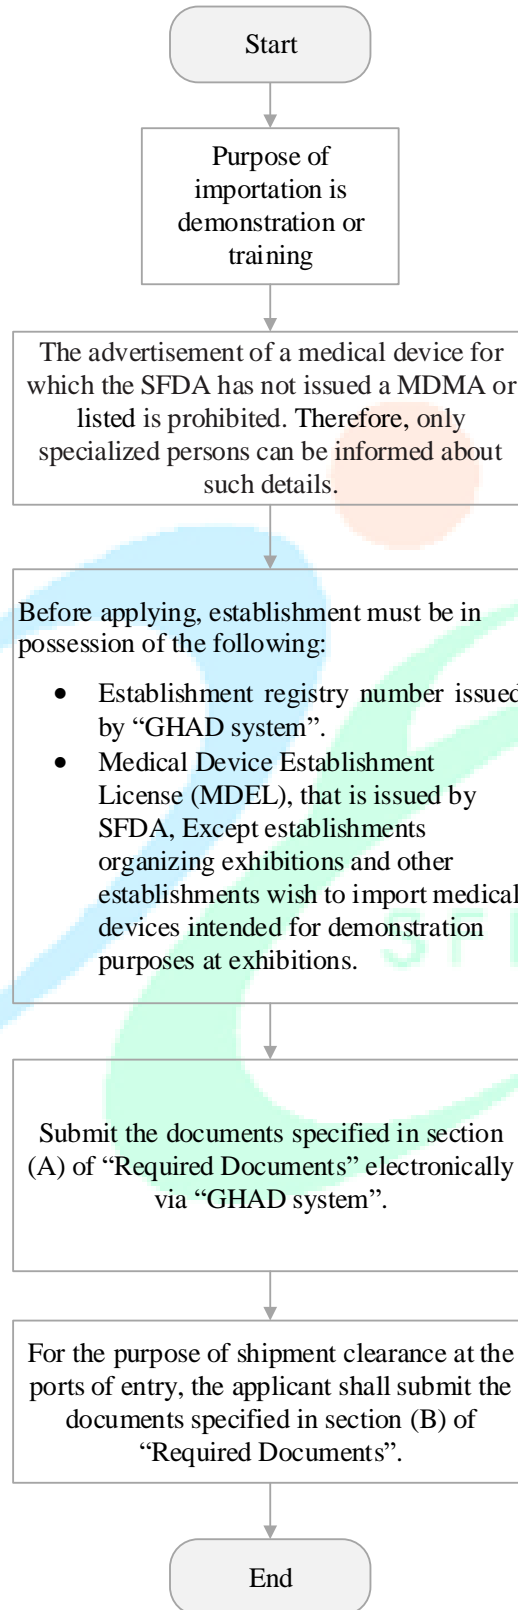 Start
Purpose of
importation is
demonstration or
training
The advertisement of a medical device for
which the SFDA has not issued a MDMA or
listed is prohibited. Therefore, only
specialized persons can be informed about
such details.
Before applying, establishment must be in
possession of the following:
• Establishment registry number issued
by “GHAD system”.
• Medical Device Establishment
License (MDEL), that is issued by
SFDA, Except establishments
organizing exhibitions and other
establishments wish to import medical
devices intended for demonstration
purposes at exhibitions.
SF
Submit the documents specified in section
(A) of “Required Documents” electronically
via “GHAD system”.
For the purpose of shipment clearance at the
ports of entry, the applicant shall submit the
documents specified in section (B) of
“Required Documents”.
End